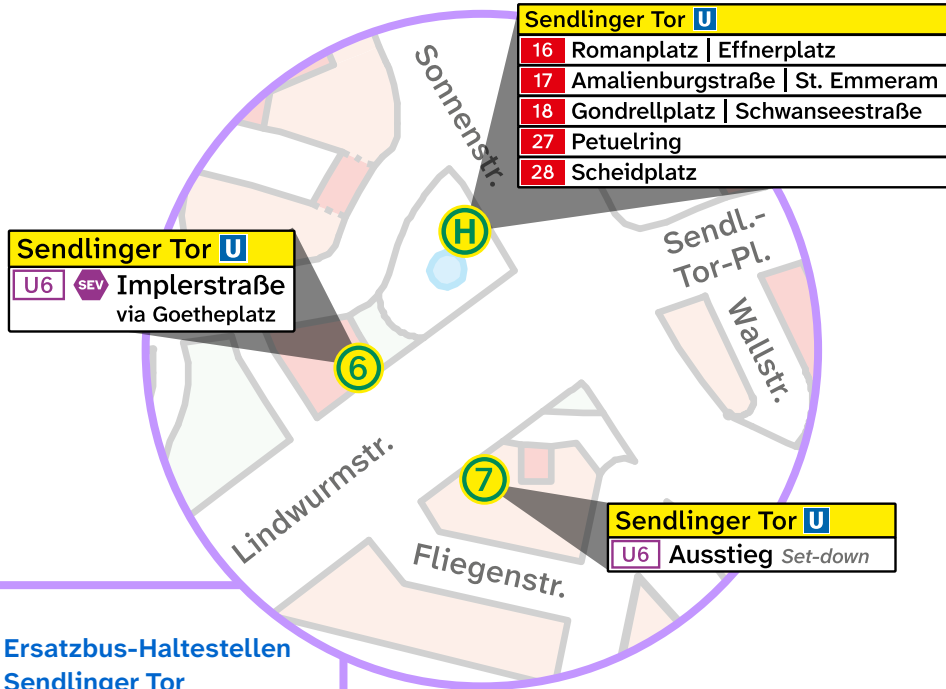 Sendlinger Tor U
16 Romanplatz | Effnerplatz
17 Amalienburgstraße | St. Emmeram
18 Gondrellplatz | Schwanseestraße
27 Petuelring
28 Scheidplatz
Sonnenstr.
H
Sendl.-
Tor-Pl.
Wallstr.
Sendlinger Tor U
U6 SEV Implerstraße
via Goetheplatz
6
Lindwurmstr.
7
Sendlinger Tor U
U6 Ausstieg Set-down
Fliegenstr.
Ersatzbus-Haltestellen
Sendlinger Tor